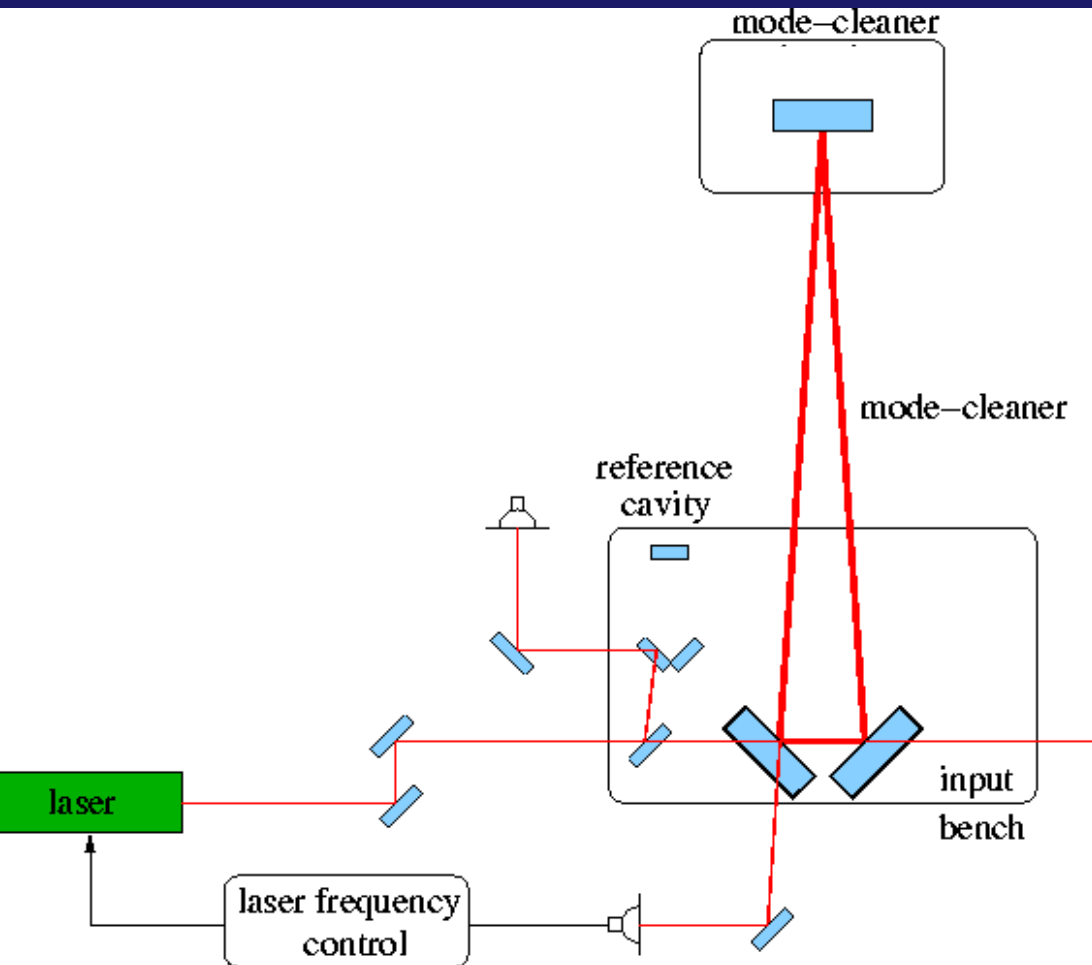 mode–cleaner
mode–cleaner
reference
cavity
input
bench
laser
laser frequency
control